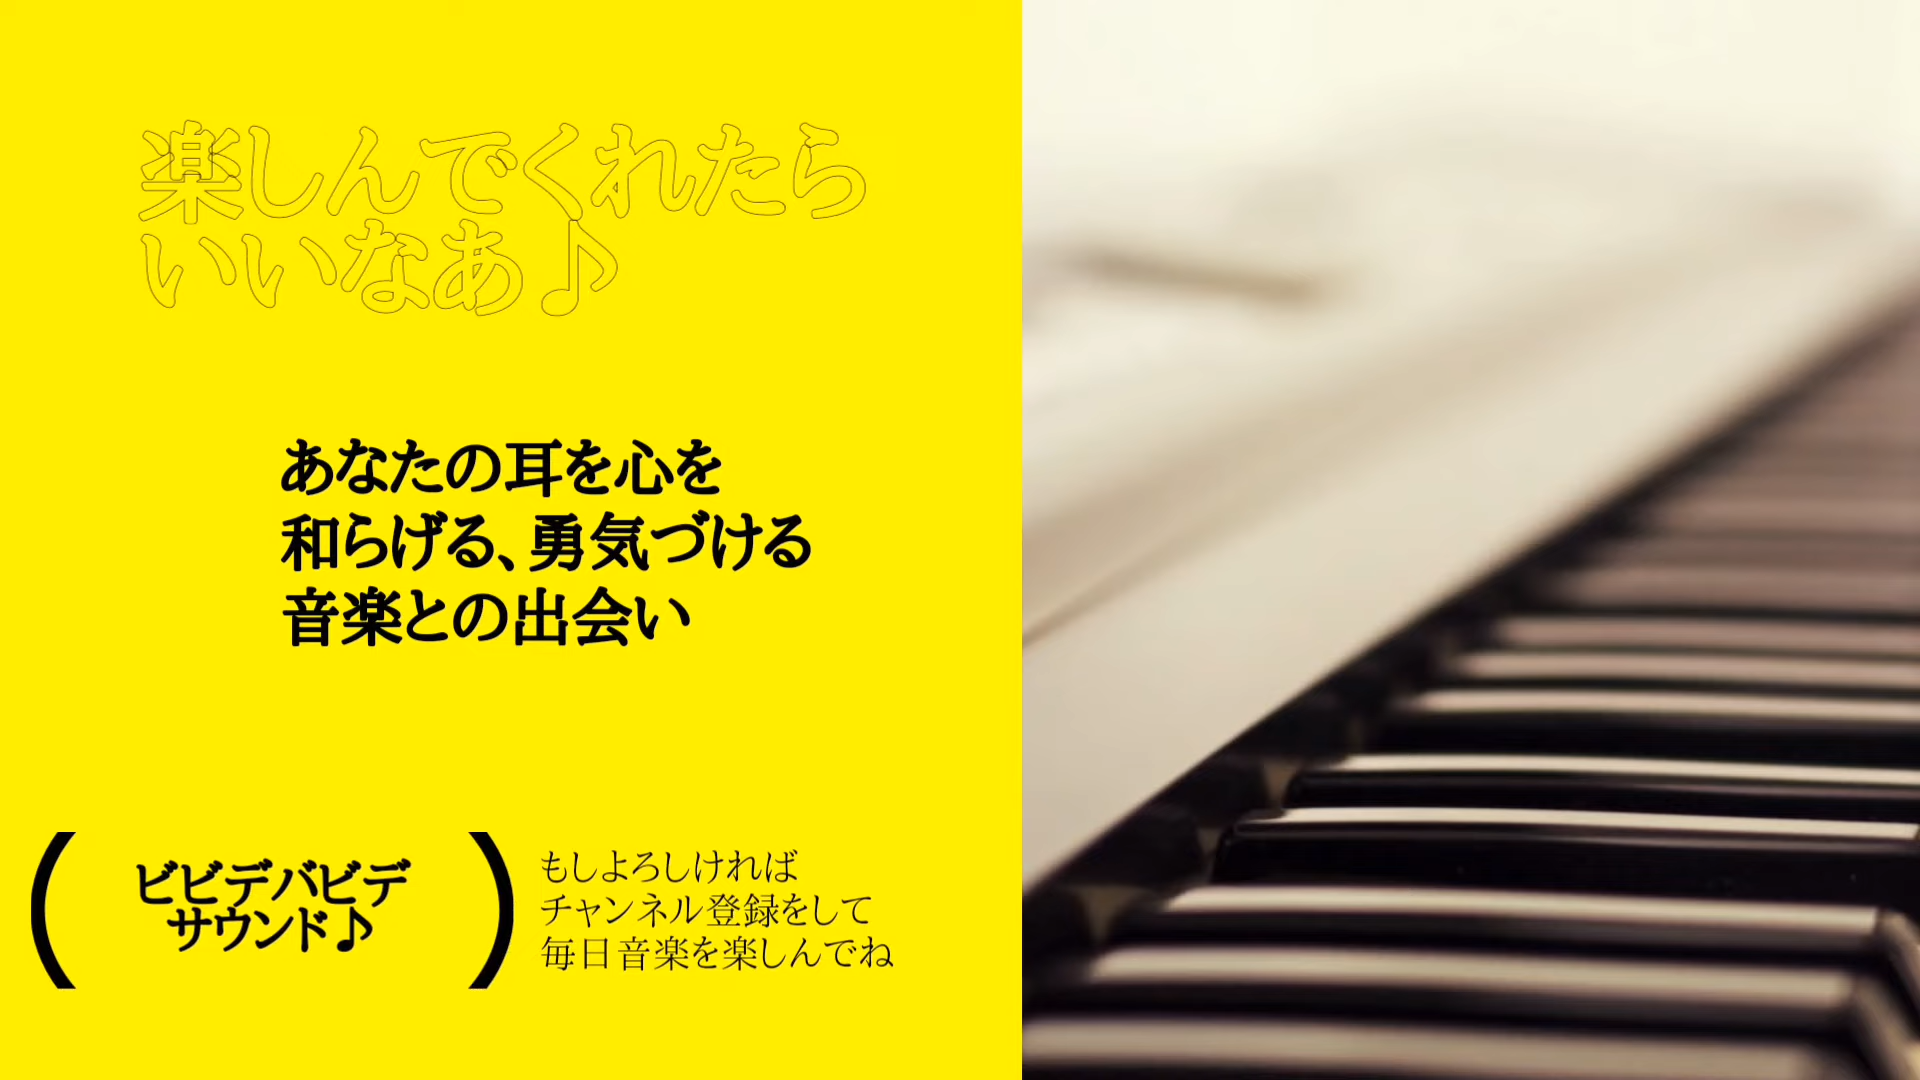 楽しんでくれたら
いいなあ♪
あなたの耳を心を
和らげる、勇気づける
音楽との出会い
( ビビデバビデ
サウンド♪ )
もしよろしければ
チャンネル登録をして
毎日音楽を楽しんでね